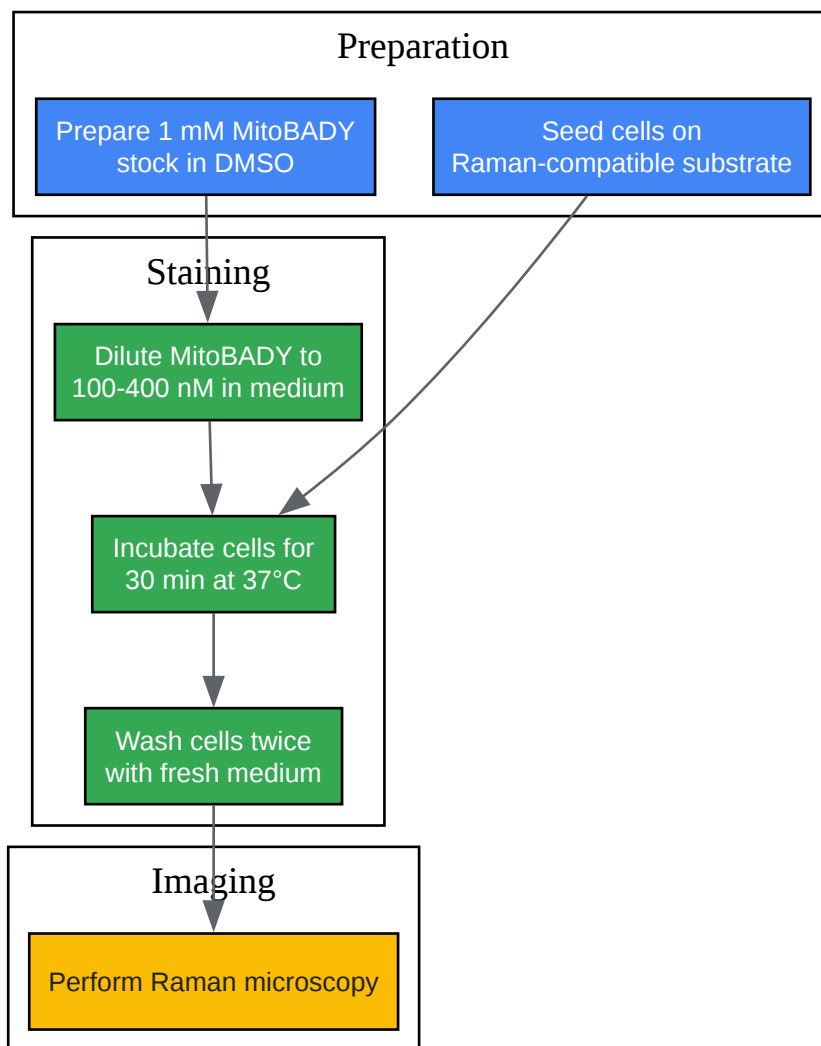 Preparation
Prepare 1 mM MitoBADY
stock in DMSO
Seed cells on
Raman-compatible substrate
Staining
Dilute MitoBADY to
100-400 nM in medium
Incubate cells for
30 min at 37°C
Wash cells twice
with fresh medium
Imaging
Perform Raman microscopy